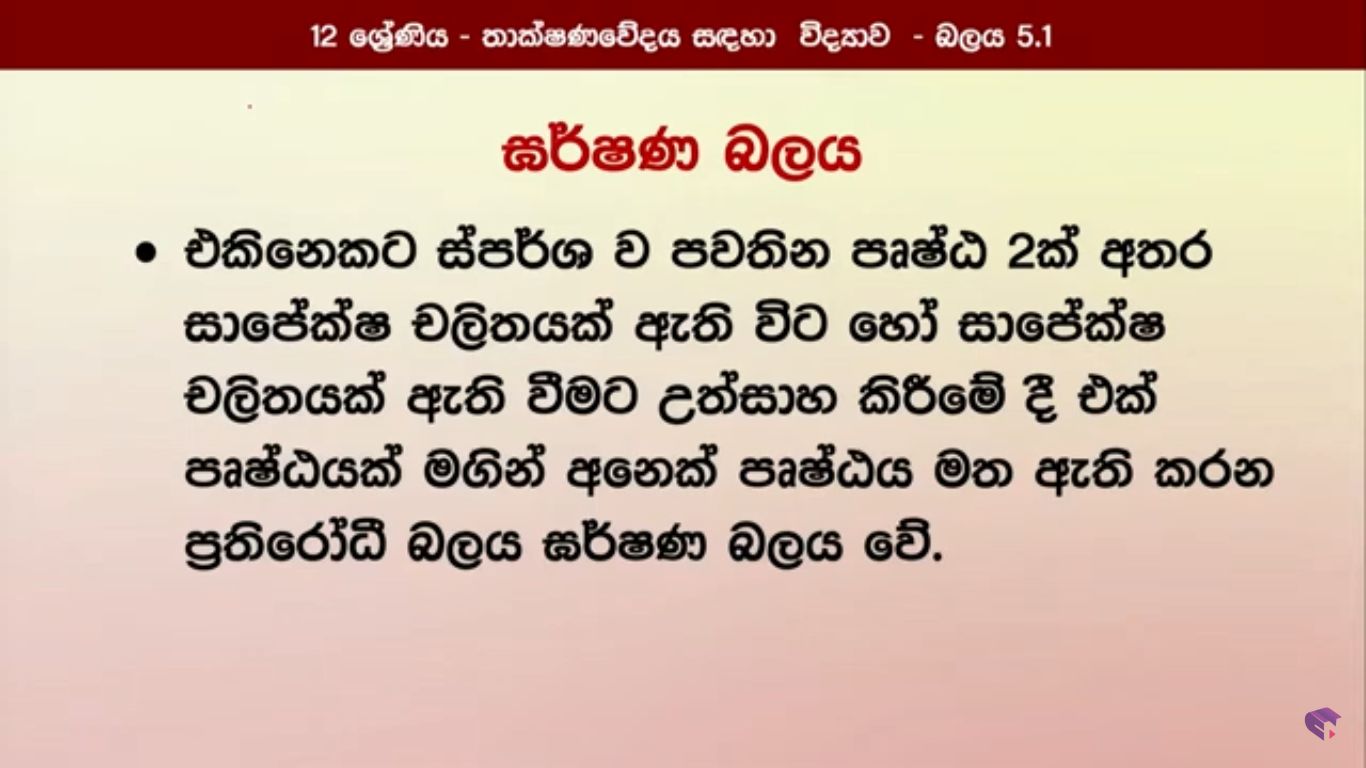 12 ශ්‍රේණිය - තාක්ෂණවේදය සඳහා විද්‍යාව - බලය 5.1
ඝර්ෂණ බලය
• එකිනෙකට ස්පර්ශ ව පවතින පෘෂ්ඨ 2ක් අතර
සාපේක්ෂ චලිතයක් ඇති විට හෝ සාපේක්ෂ
චලිතයක් ඇති වීමට උත්සාහ කිරීමේ දී එක්
පෘෂ්ඨයක් මගින් අනෙක් පෘෂ්ඨය මත ඇති කරන
ප්‍රතිරෝධී බලය ඝර්ෂණ බලය වේ.